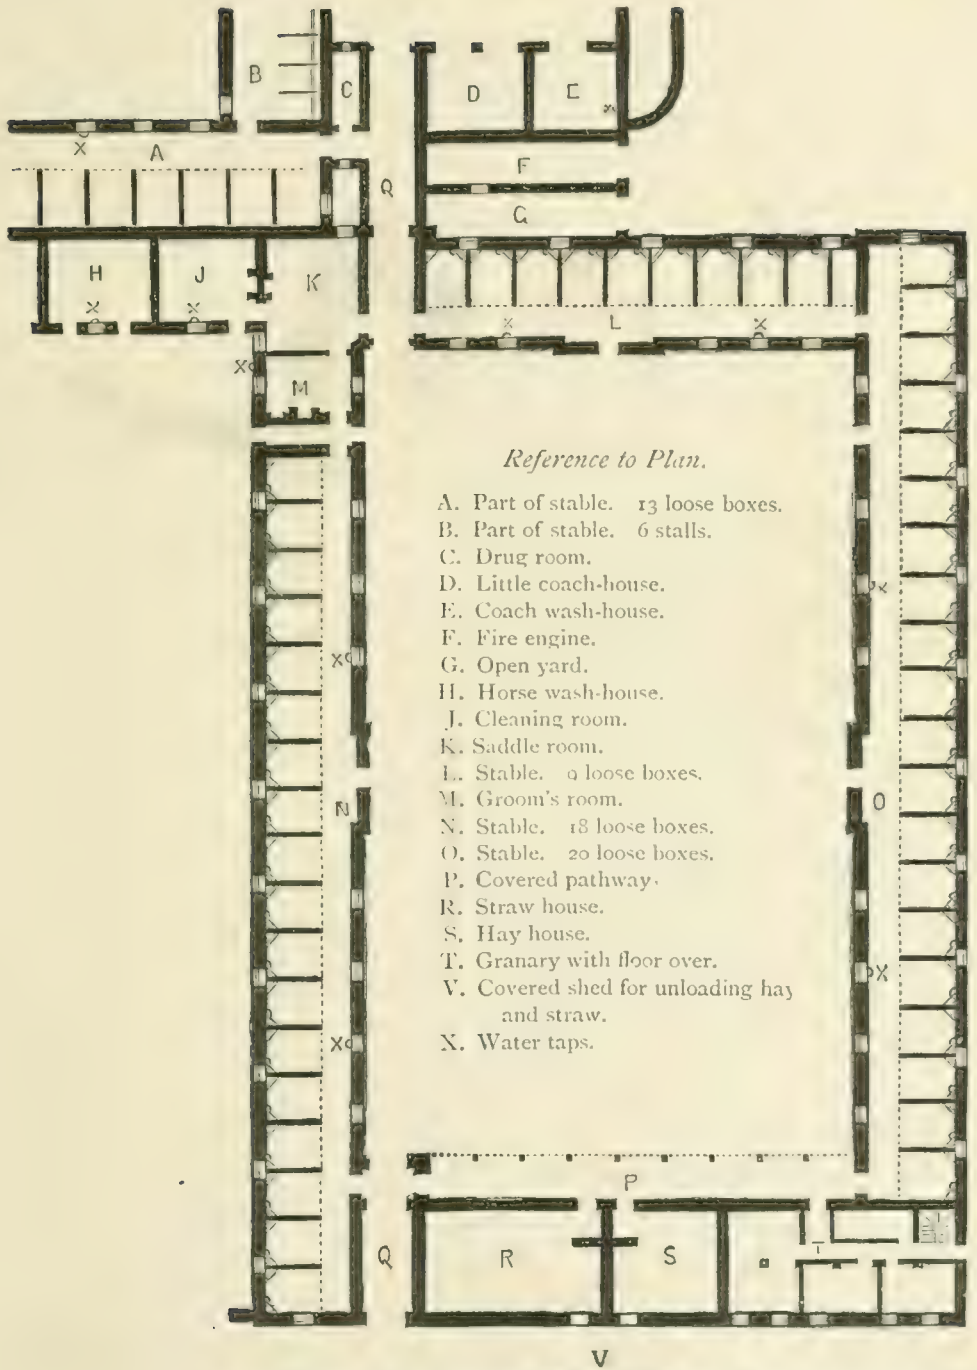 B
C
D
E
X
A
X
F
Q
G
H
J
K
X
X
L
X
X
X
M
Reference to Plan.
A. Part of stable. 13 loose boxes.
B. Part of stable. 6 stalls.
C. Drug room.
D. Little coach-house.
E. Coach wash-house.
F. Fire engine.
G. Open yard.
H. Horse wash-house.
J. Cleaning room.
K. Saddle room.
L. Stable. 9 loose boxes.
M. Groom's room.
N. Stable. 18 loose boxes.
O. Stable. 20 loose boxes.
P. Covered pathway.
R. Straw house.
S. Hay house.
T. Granary with floor over.
V. Covered shed for unloading hay
and straw.
X. Water taps.
X
X
N
O
X
X
P
Q
R
S
T
V